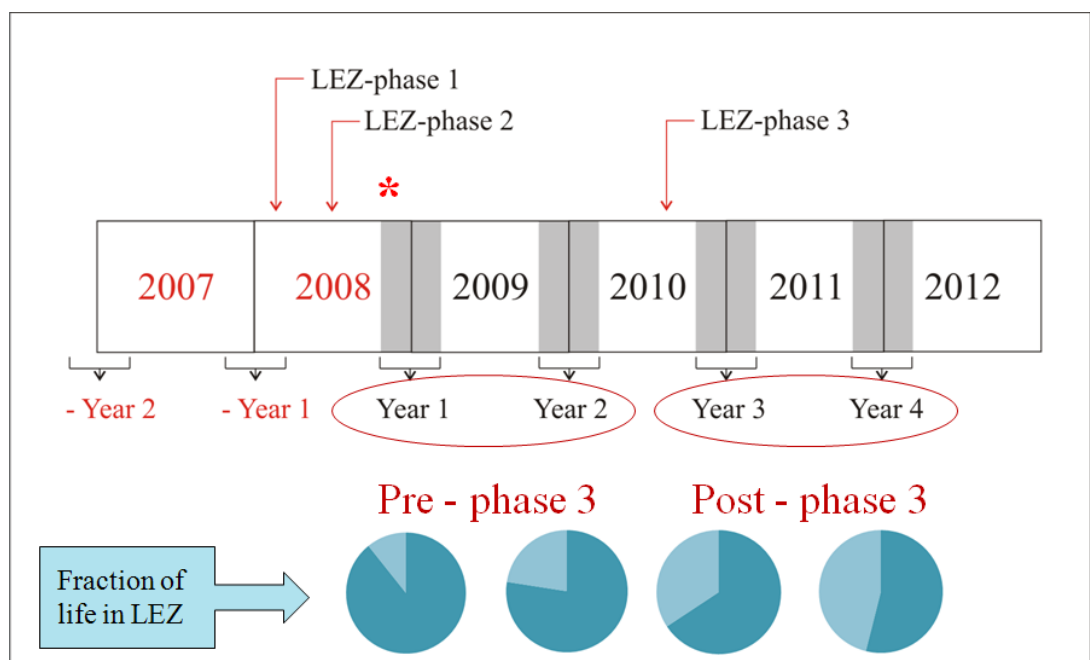 LEZ-phase 1
LEZ-phase 2
LEZ-phase 3
*
2007 2008 2009 2010 2011 2012
- Year 2 - Year 1 Year 1 Year 2 Year 3 Year 4
Pre - phase 3 Post - phase 3
Fraction of
life in LEZ